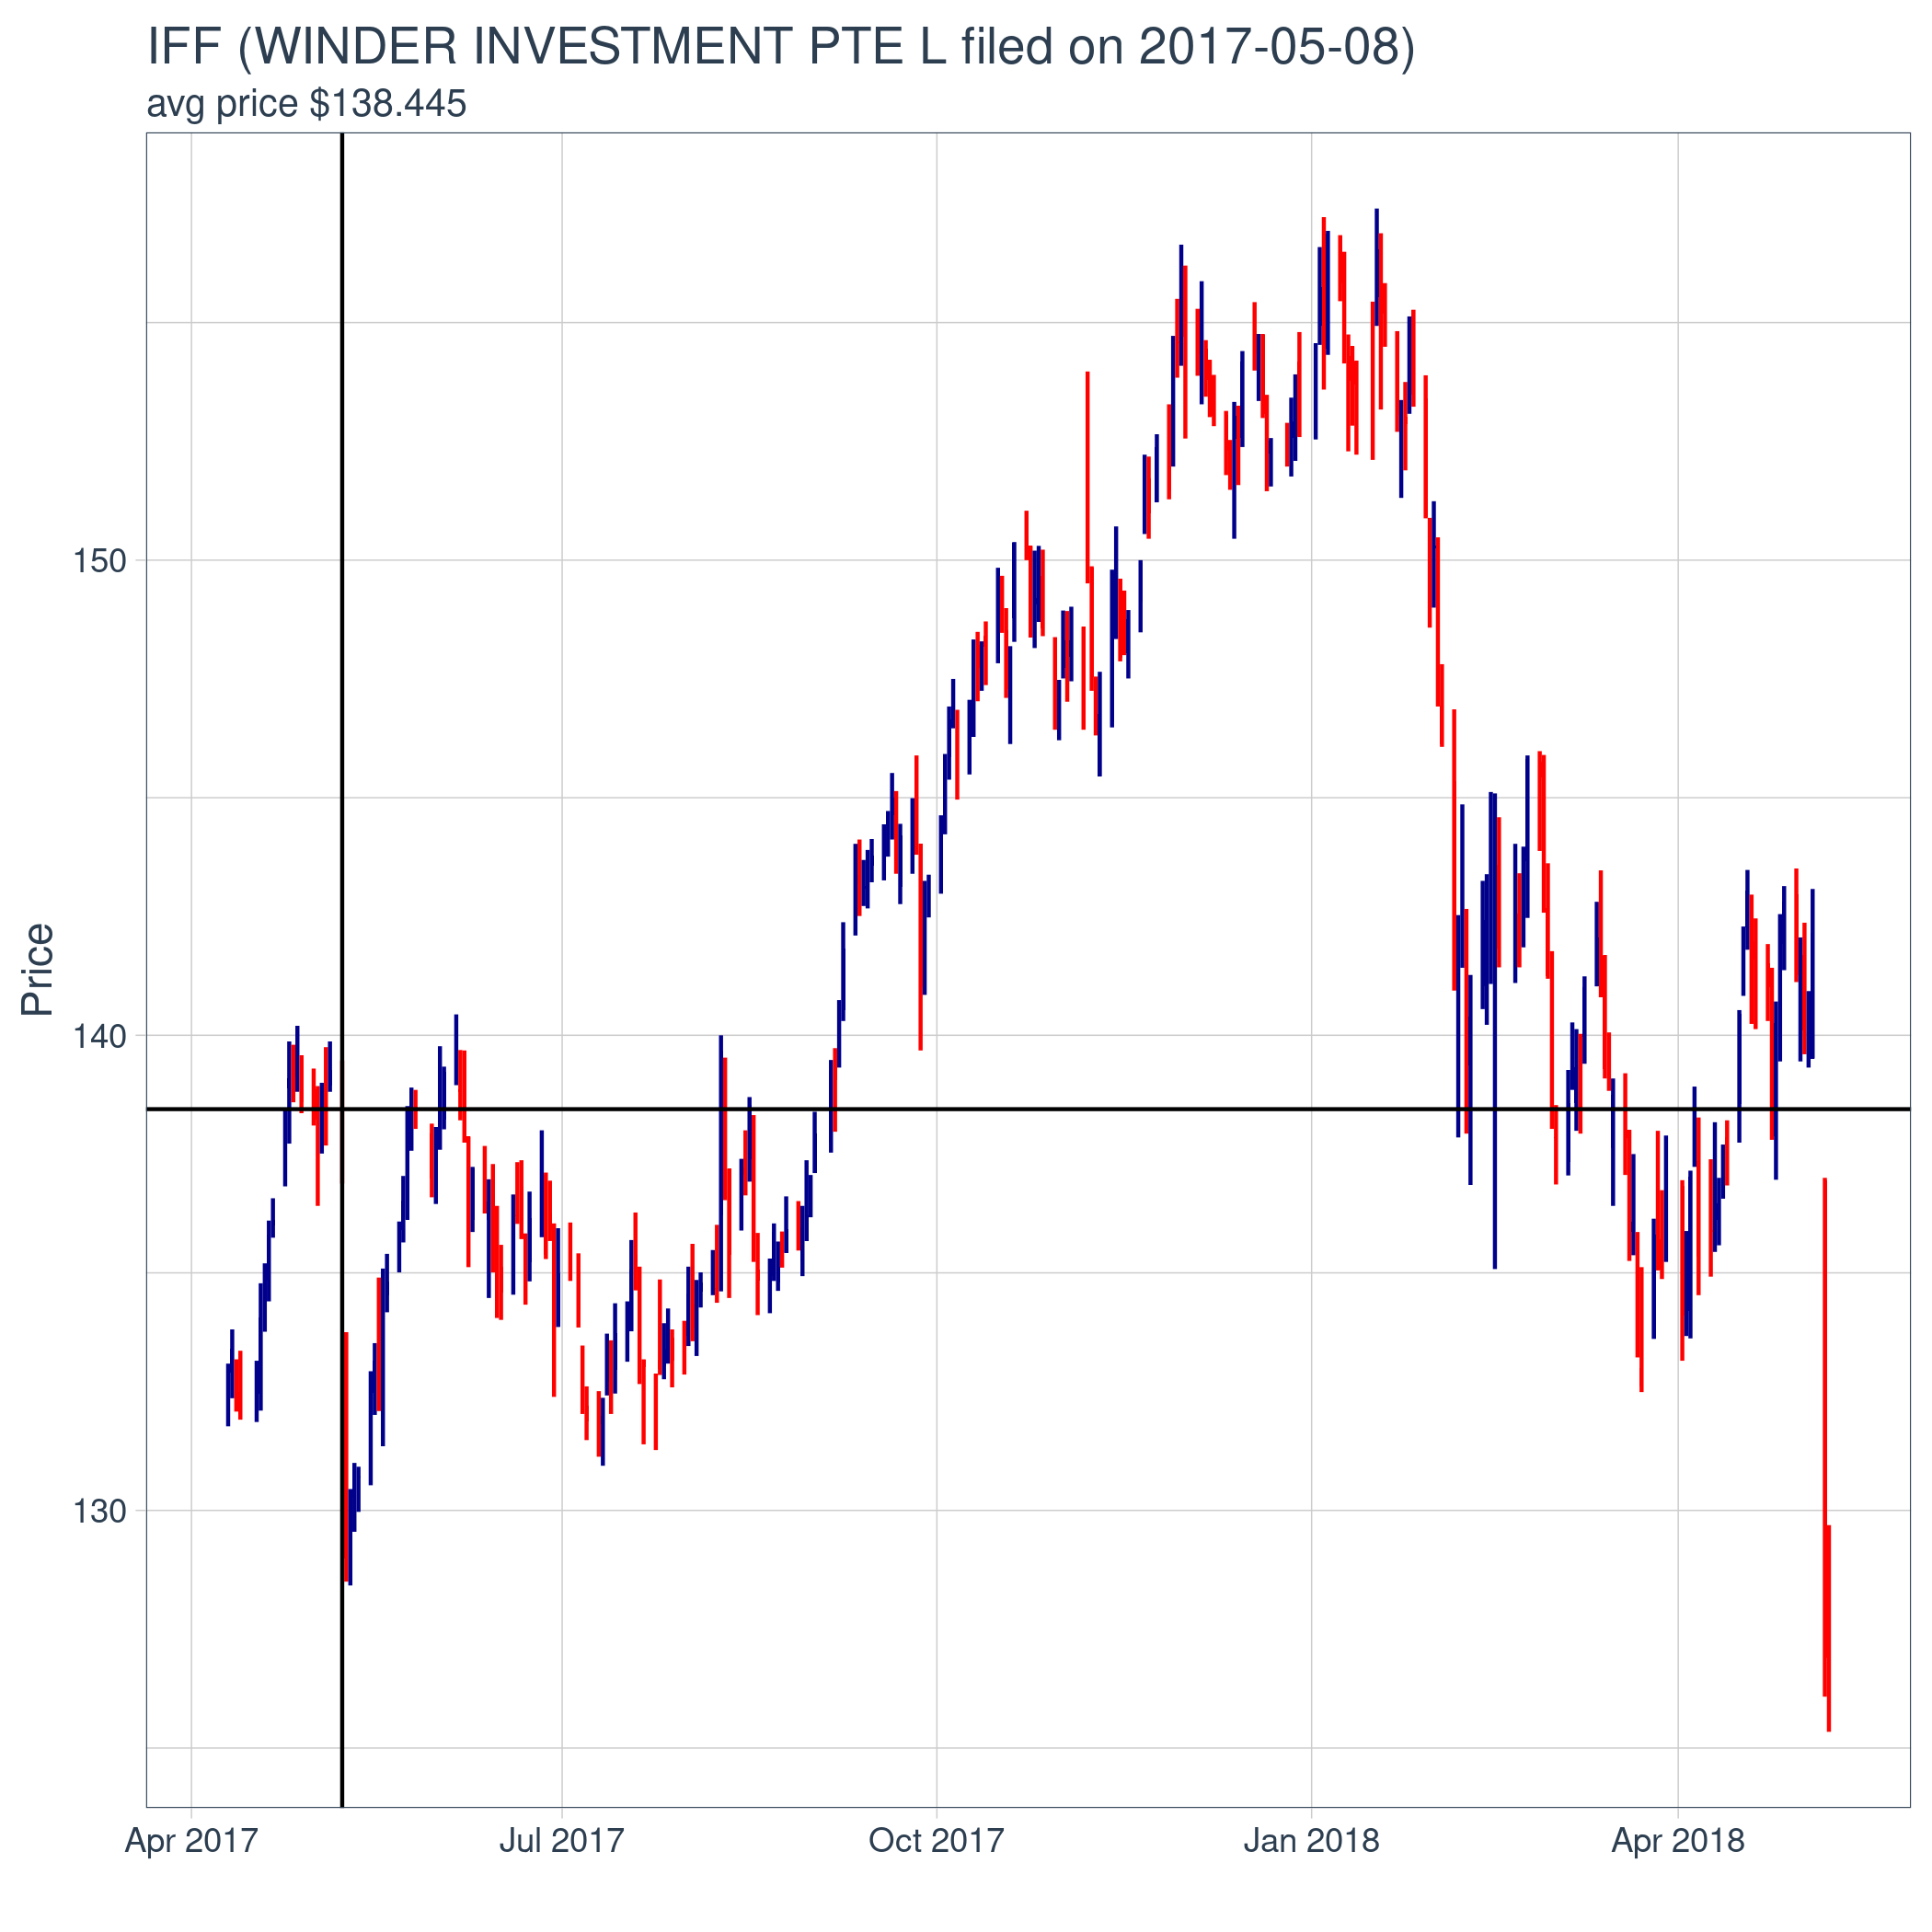 IFF (WINDER INVESTMENT PTE L filed on 2017-05-08)
avg price $138.445
Price
150
140
130
Apr 2017
Jul 2017
Oct 2017
Jan 2018
Apr 2018